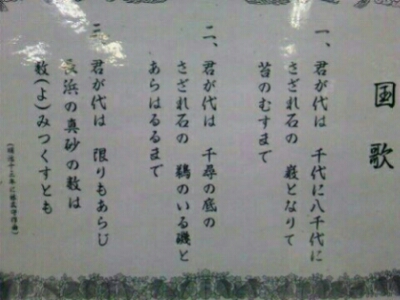 国歌
一、君が代は 千代に八千代に
さざれ石の 巌となりて
苔のむすまで
二、君が代は 千尋の底の
さざれ石の 鵜のいる磯と
あらはるるまで
三、君が代は 限りもあらじ
長浜の真砂の数は
数(よ)みつくすとも